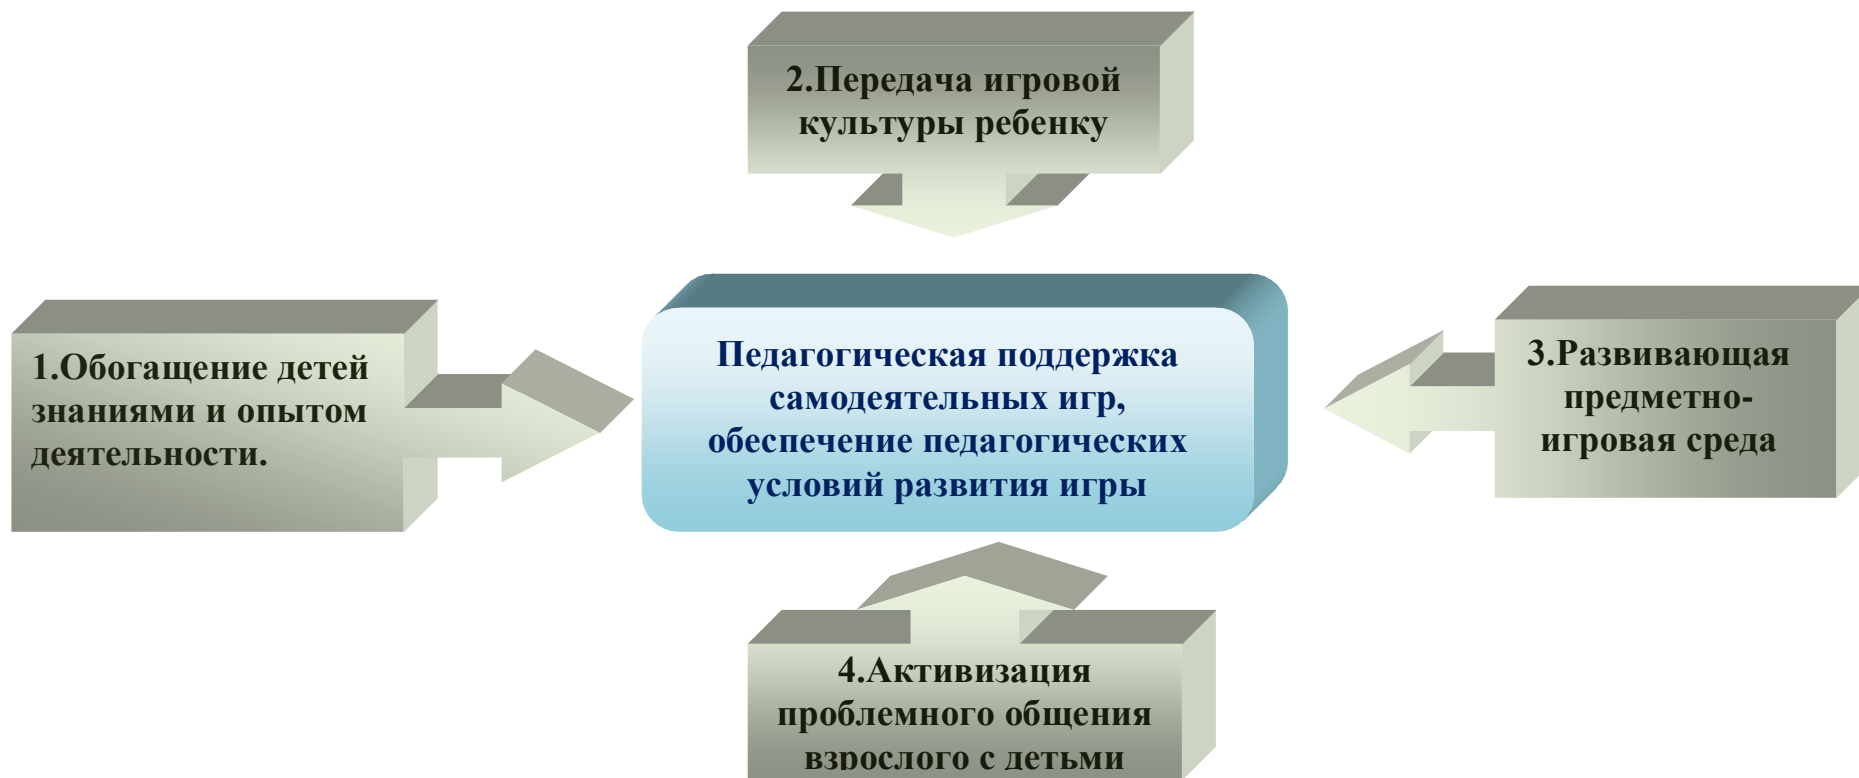 2.Передача игровой
культуры ребенку
1.Обогащение детей
знаниями и опытом
деятельности.
Педагогическая поддержка
самодеятельных игр,
обеспечение педагогических
условий развития игры
3.Развивающая
предметно-
игровая среда
4.Активизация
проблемного общения
взрослого с детьми